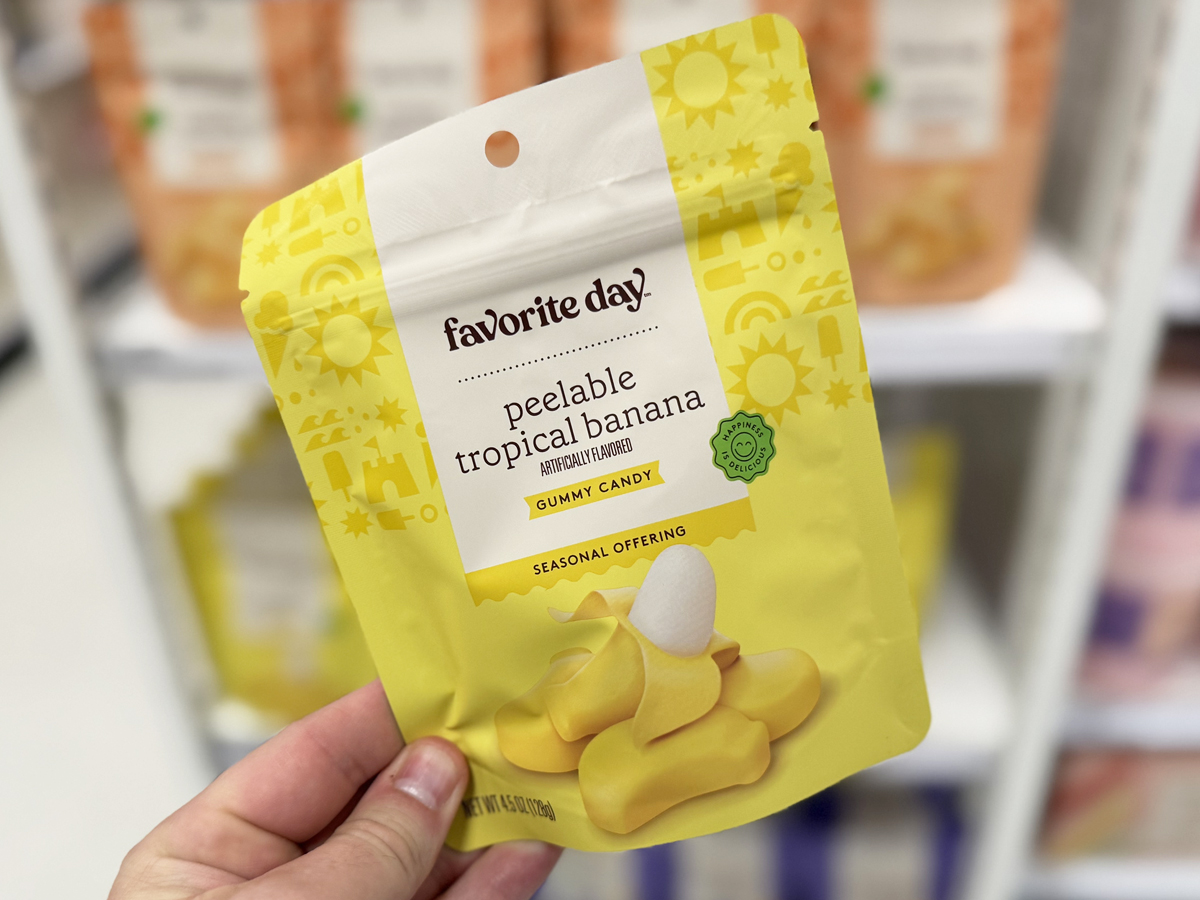 favorite day™
peelable
tropical banana
ARTIFICIALLY FLAVORED
GUMMY CANDY
SEASONAL OFFERING
HAPPINESS
IS DELICIOUS
NET WT 4.5 OZ (128g)